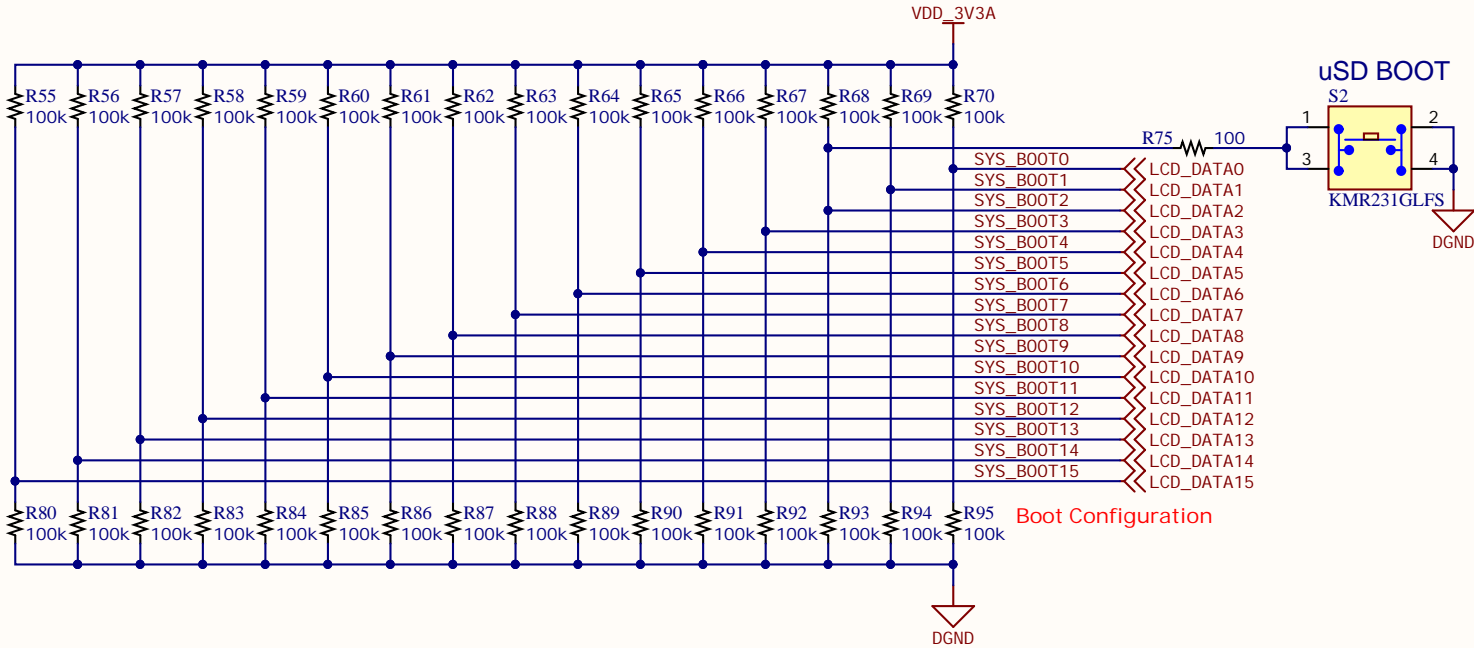 VDD_3V3A
uSD BOOT
R55 R56 R57 R58 R59 R60 R61 R62 R63 R64 R65 R66 R67 R68 R69 R70 S2
100k 100k 100k 100k 100k 100k 100k 100k 100k 100k 100k 100k 100k 100k 100k 100k 1 2
R75 100
SYS_BOOT0 LCD_DATA0 3 4
SYS_BOOT1 LCD_DATA1
SYS_BOOT2 LCD_DATA2 KMR231GLFS
SYS_BOOT3 LCD_DATA3
SYS_BOOT4 LCD_DATA4 DGND
SYS_BOOT5 LCD_DATA5
SYS_BOOT6 LCD_DATA6
SYS_BOOT7 LCD_DATA7
SYS_BOOT8 LCD_DATA8
SYS_BOOT9 LCD_DATA9
SYS_BOOT10 LCD_DATA10
SYS_BOOT11 LCD_DATA11
SYS_BOOT12 LCD_DATA12
SYS_BOOT13 LCD_DATA13
SYS_BOOT14 LCD_DATA14
SYS_BOOT15 LCD_DATA15
R80 R81 R82 R83 R84 R85 R86 R87 R88 R89 R90 R91 R92 R93 R94 R95 Boot Configuration
100k 100k 100k 100k 100k 100k 100k 100k 100k 100k 100k 100k 100k 100k 100k 100k
DGND